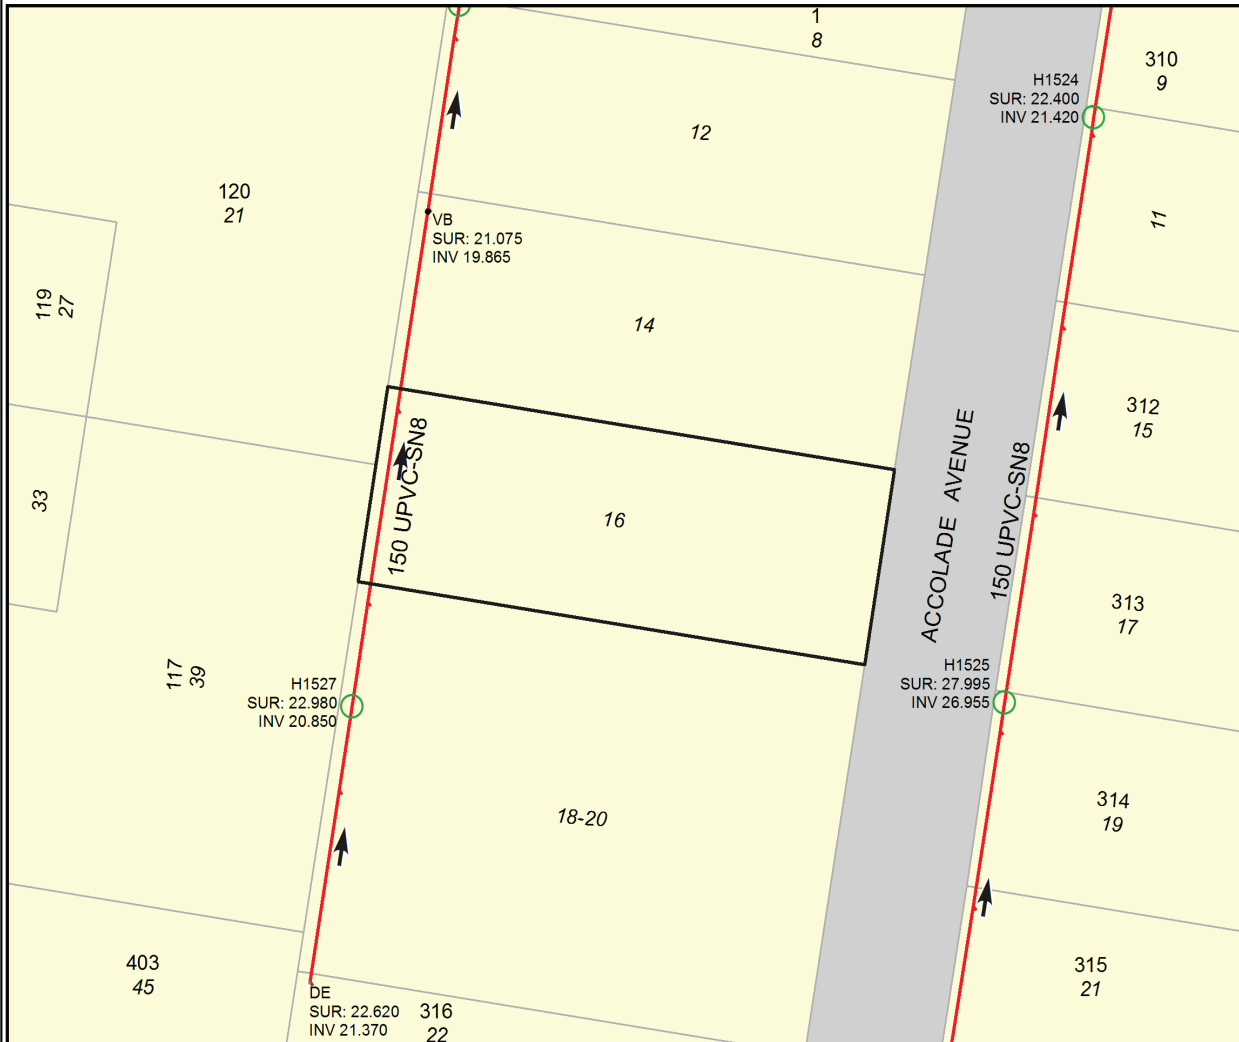 1
8
310
9
H1524
SUR: 22.400
INV 21.420
12
120
21
VB
SUR: 21.075
INV 19.865
11
119
27
14
312
15
150 UPVC-SN8
ACCOLADE AVENUE
150 UPVC-SN8
33
16
313
17
117
39
H1527
SUR: 22.980
INV 20.850
H1525
SUR: 27.995
INV 26.955
314
19
18-20
403
45
315
21
DE
SUR: 22.620
INV 21.370
316
22